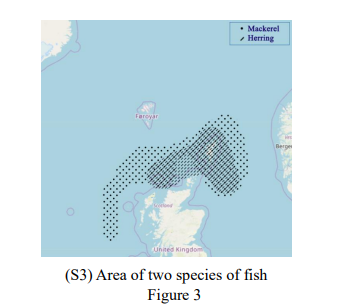 Mackerel
Herring
Føroyar
Bergen
Scotland
United Kingdom
(S3) Area of two species of fish
Figure 3